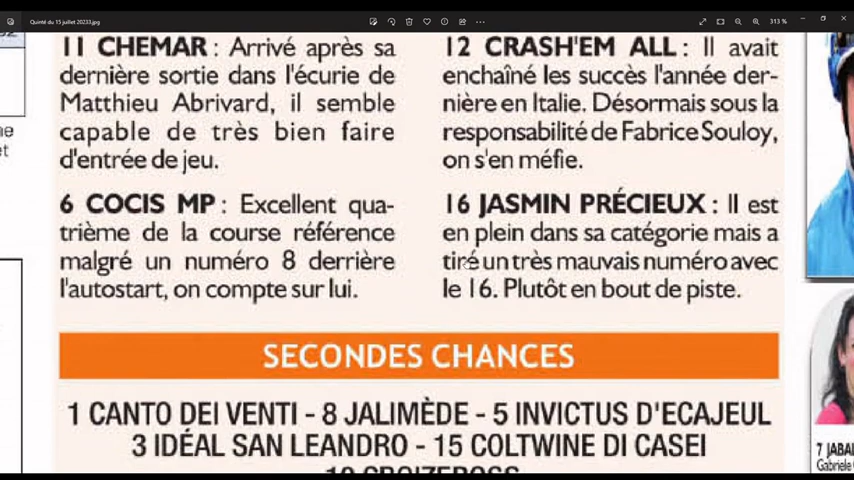 Quinté du 15 juillet 20233.jpg
313 %
11 CHEMAR : Arrivé après sa
dernière sortie dans l'écurie de
Matthieu Abrivard, il semble
capable de très bien faire
d'entrée de jeu.
6 COCIS MP : Excellent qua-
trième de la course référence
malgré un numéro 8 derrière
l'autostart, on compte sur lui.
12 CRASH'EM ALL : Il avait
enchaîné les succès l'année der-
nière en Italie. Désormais sous la
responsabilité de Fabrice Souloy,
on s'en méfie.
16 JASMIN PRÉCIEUX : Il est
en plein dans sa catégorie mais a
tiré un très mauvais numéro avec
le 16. Plutôt en bout de piste.
SECONDES CHANCES
1 CANTO DEI VENTI - 8 JALIMÈDE - 5 INVICTUS D'ECAJEUL
3 IDÉAL SAN LEANDRO - 15 COLTWINE DI CASEI
7 JABAL
Gabriele